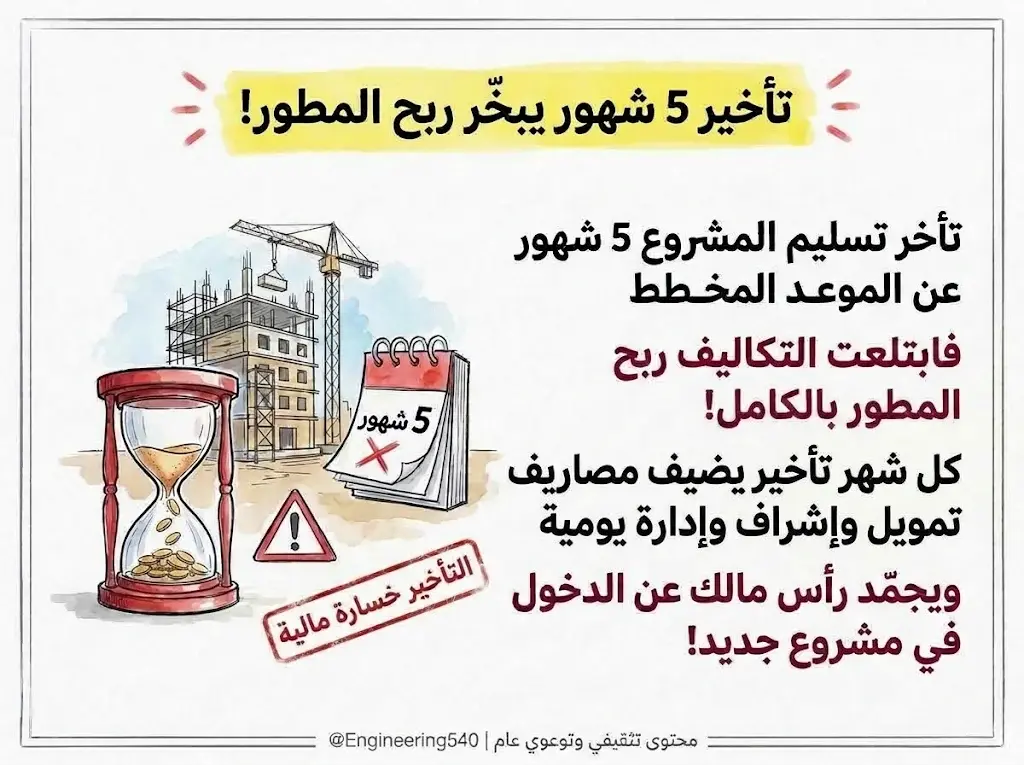 تأخير 5 شهور يبخّر ربح المطور!
تأخر تسليم المشروع 5 شهور
عن الموعـد المخـطط
فابتلعت التكاليف ربح
المطور بالكامل!
كل شهر تأخير يضيف مصاريف
تمويل وإشراف وإدارة يومية
ويجمّد رأس مالك عن الدخول
في مشروع جديد!
5 شهور
التأخير خسارة مالية
محتوى تثقيفي وتوعوي عام | @Engineering540